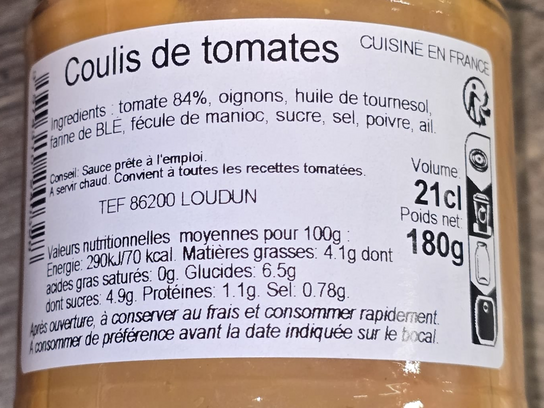 Coulis de tomates
CUISINE EN FRANCE
Ingredients : tomate 84%, oignons, huile de tournesol,
farine de BLE, fécule de manioc, sucre, sel, poivre, ail.
Conseil: Sauce prête à l'emploi.
A servir chaud. Convient à toutes les recettes tomatées.
TEF 86200 LOUDUN
Volume
21cl
Poids net
180g
Valeurs nutritionnelles moyennes pour 100g :
Energie: 290kJ/70 kcal. Matières grasses: 4.1g dont
acides gras saturés: 0g. Glucides: 6.5g
dont sucres: 4.9g. Protéines: 1.1g. Sel: 0.78g.
Après ouverture, à conserver au frais et consommer rapidement.
A consommer de préférence avant la date indiquée sur le bocal.